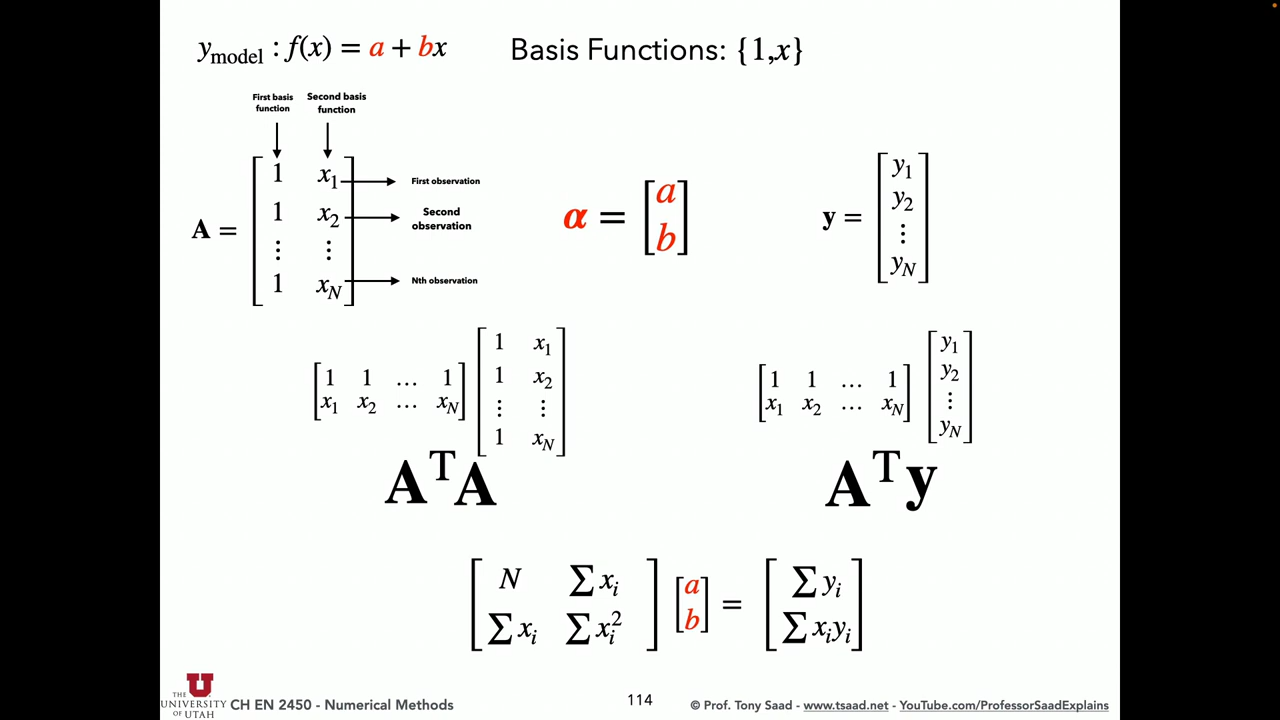 y_model : f(x) = a + bx
Basis Functions: {1,x}
First basis function
Second basis function
A = [1 x_1; 1 x_2; ⋮ ⋮; 1 x_N]
First observation
Second observation
Nth observation
α = [a; b]
y = [y_1; y_2; ⋮; y_N]
[1 1 … 1; x_1 x_2 … x_N] [1 x_1; 1 x_2; ⋮ ⋮; 1 x_N]
A^T A
[1 1 … 1; x_1 x_2 … x_N] [y_1; y_2; ⋮; y_N]
A^T y
[N ∑x_i; ∑x_i ∑x_i^2] [a; b] = [∑y_i; ∑x_i y_i]
U
THE UNIVERSITY OF UTAH
CH EN 2450 - Numerical Methods
114
© Prof. Tony Saad - www.tsaad.net - YouTube.com/ProfessorSaadExplains